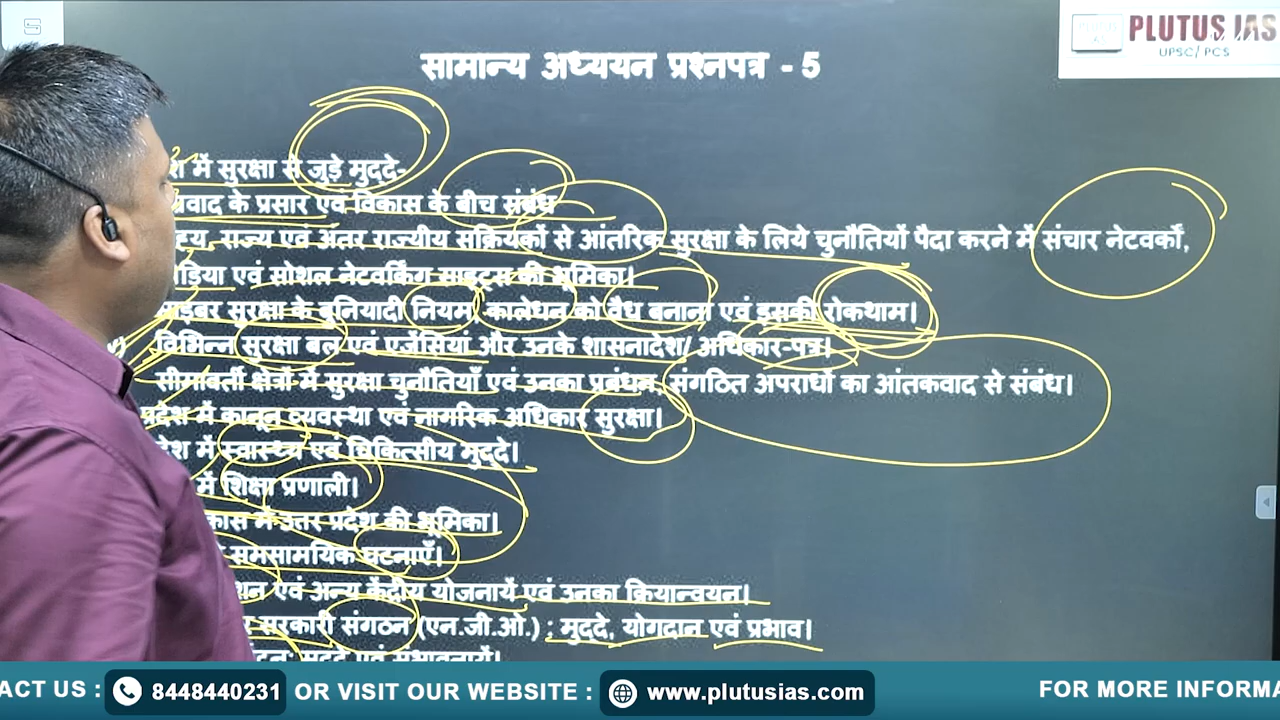 PLUTUS IAS
UPSC/ PCS
सामान्य अध्ययन प्रश्नपत्र - 5
में सुरक्षा से जुड़े मुद्दे-
के प्रसार एवं विकास के बीच संबंध
राज्य एवं अंतर राज्यीय सक्रियकों से आंतरिक सुरक्षा के लिये चुनौतियों पैदा करने में संचार नेटवर्कों,
एवं सोशल नेटवर्किंग साइट्स की भूमिका।
साइबर सुरक्षा के बुनियादी नियम, कालेधन को वैध बनाना एवं इसकी रोकथाम।
विभिन्न सुरक्षा बल एवं एजेंसियां और उनके शासनादेश/ अधिकार-पत्र।
सीमावर्ती क्षेत्रों में सुरक्षा चुनौतियाँ एवं उनका प्रबंधन, संगठित अपराधों का आंतकवाद से संबंध।
प्रदेश में कानून व्यवस्था एवं नागरिक अधिकार सुरक्षा।
में स्वास्थ्य एवं चिकित्सीय मुद्दे।
में शिक्षा प्रणाली।
में उत्तर प्रदेश की भूमिका।
समसामयिक घटनाएँ।
एवं अन्य केंद्रीय योजनायें एवं उनका क्रियान्वयन।
सरकारी संगठन (एन.जी.ओ.) ; मुद्दे, योगदान एवं प्रभाव।
मुद्दे एवं संभावनायें।
ACT US : 8448440231 OR VISIT OUR WEBSITE : www.plutusias.com FOR MORE INFORMA